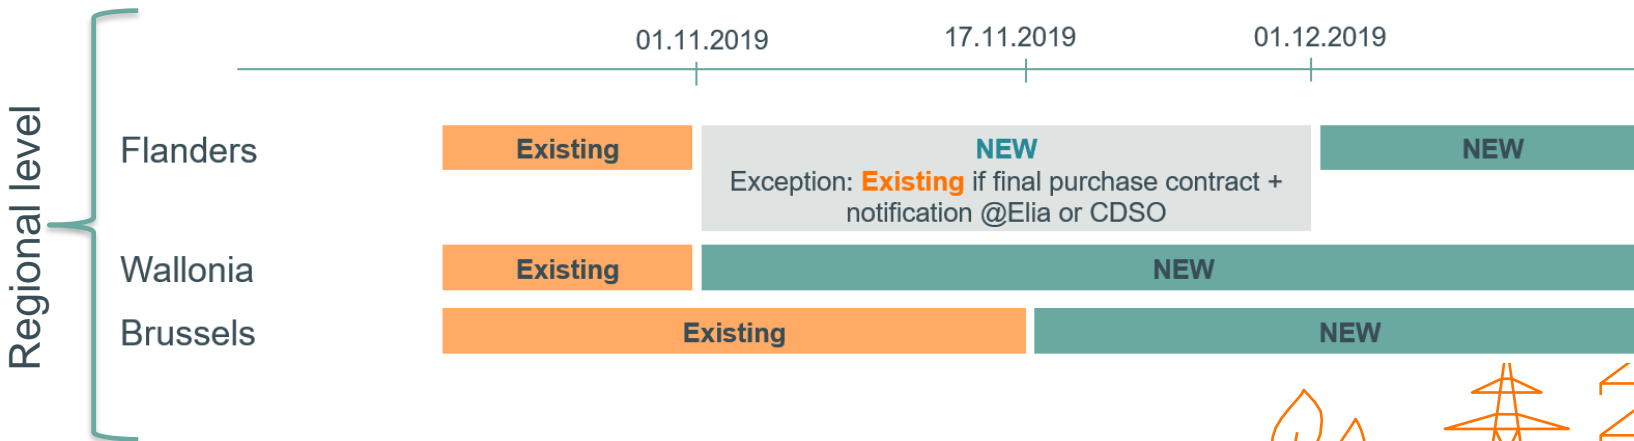 Regional level
01.11.2019
17.11.2019
01.12.2019
Flanders
Existing
NEW
Exception: Existing if final purchase contract +
notification @Elia or CDSO
NEW
Wallonia
Existing
NEW
Brussels
Existing
NEW